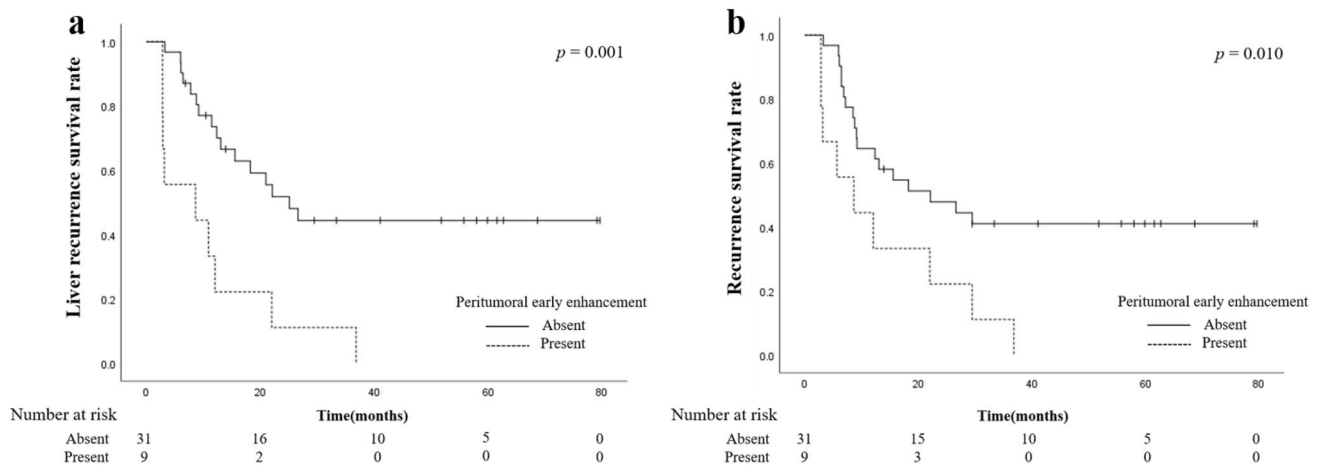 a
p = 0.001
Liver recurrence survival rate
1.0
0.8
0.6
0.4
0.2
0.0
Peritumoral early enhancement
Absent
Present
0 20 40 60 80
Number at risk
Time(months)
Absent 31 16 10 5 0
Present 9 2 0 0 0
b
p = 0.010
Recurrence survival rate
1.0
0.8
0.6
0.4
0.2
0.0
Peritumoral early enhancement
Absent
Present
0 20 40 60 80
Number at risk
Time(months)
Absent 31 15 10 5 0
Present 9 3 0 0 0